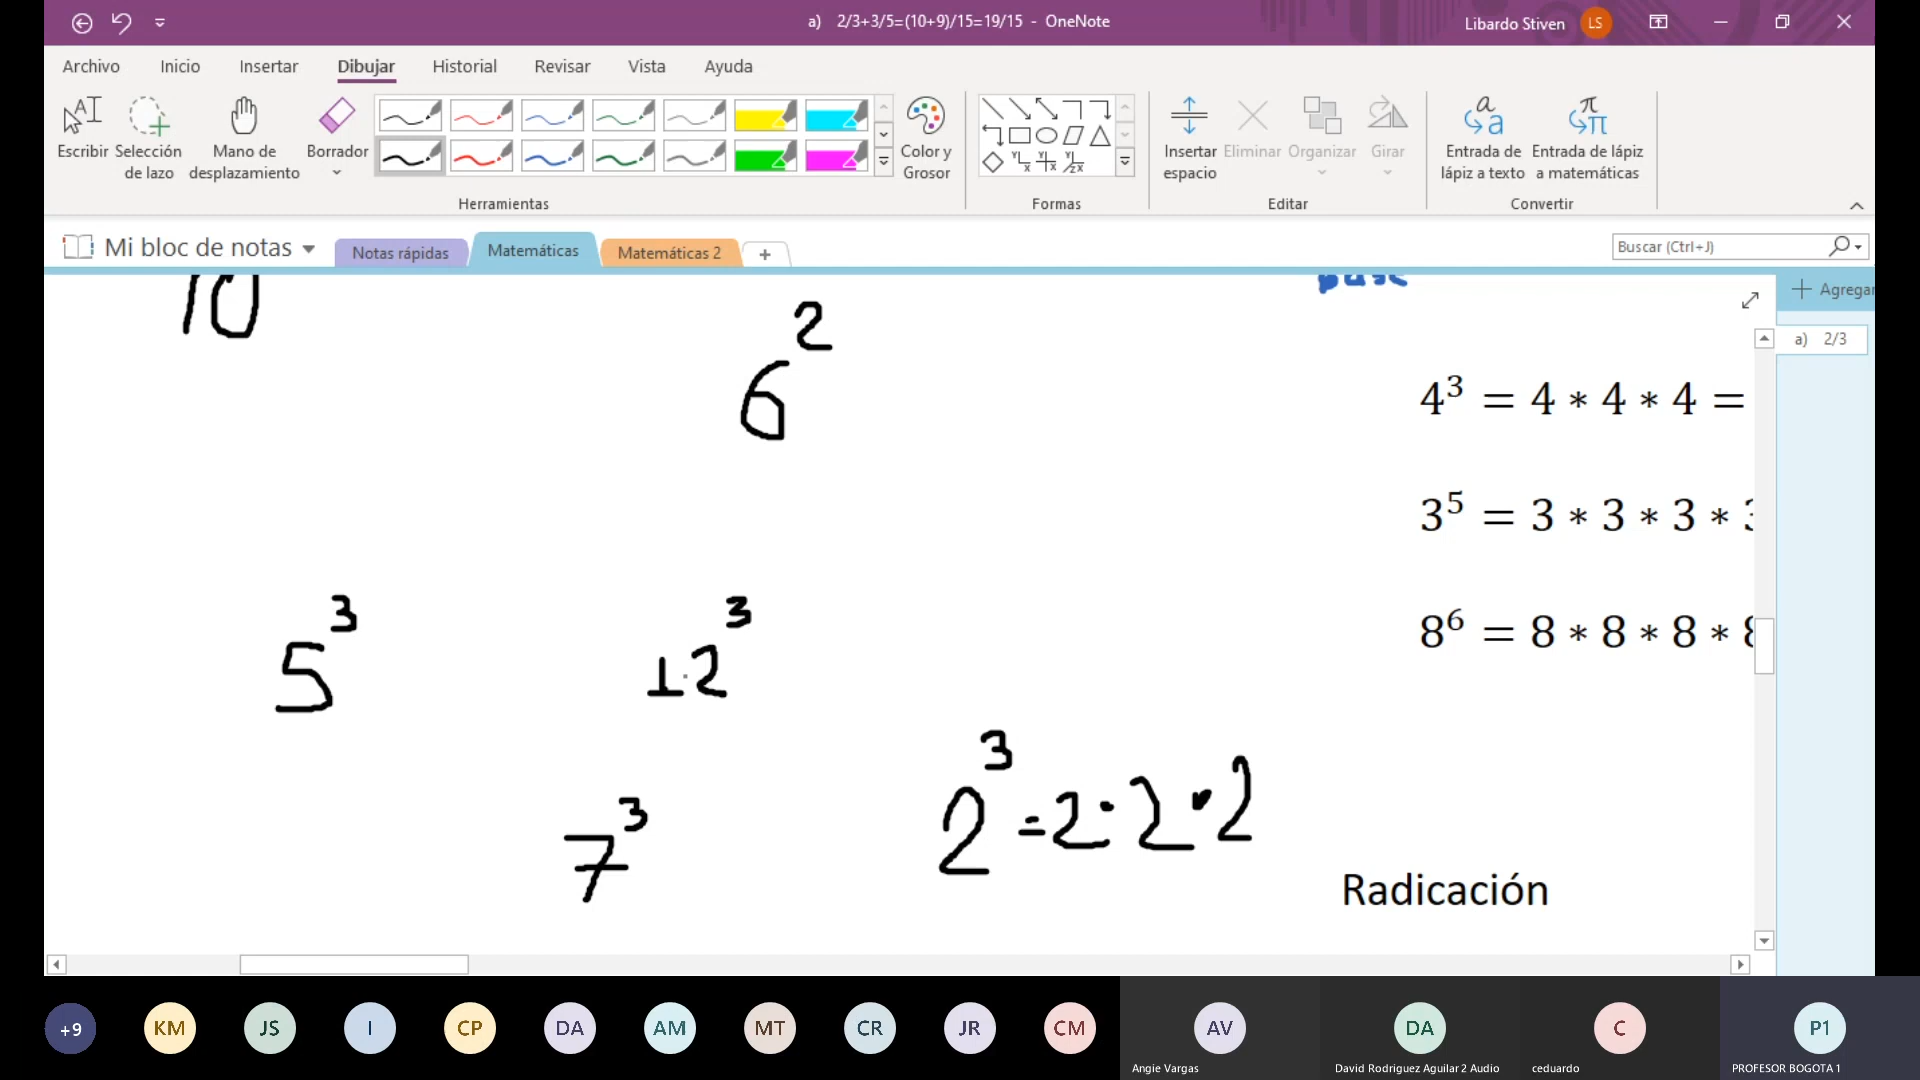 a) 2/3+3/5=(10+9)/15=19/15 - OneNote
Libardo Stiven LS
Archivo Inicio Insertar Dibujar Historial Revisar Vista Ayuda
Escribir
Selección de lazo
Mano de desplazamiento
Borrador
Color y Grosor
Insertar espacio
Eliminar
Organizar
Girar
Entrada de lápiz a texto
Entrada de lápiz a matemáticas
Herramientas
Formas
Editar
Convertir
Mi bloc de notas
Notas rápidas
Matemáticas
Matemáticas 2
Buscar (Ctrl+J)
Agregar
a) 2/3
10
6²
4³ = 4 * 4 * 4 =
3⁵ = 3 * 3 * 3 * 3
8⁶ = 8 * 8 * 8 * 8
5³
1.2³
7³
2³=2·2·2
Radicación
+9 KM JS I CP DA AM MT CR JR CM AV DA C P1
Angie Vargas
David Rodriguez Aguilar 2 Audio
ceduardo
PROFESOR BOGOTA 1